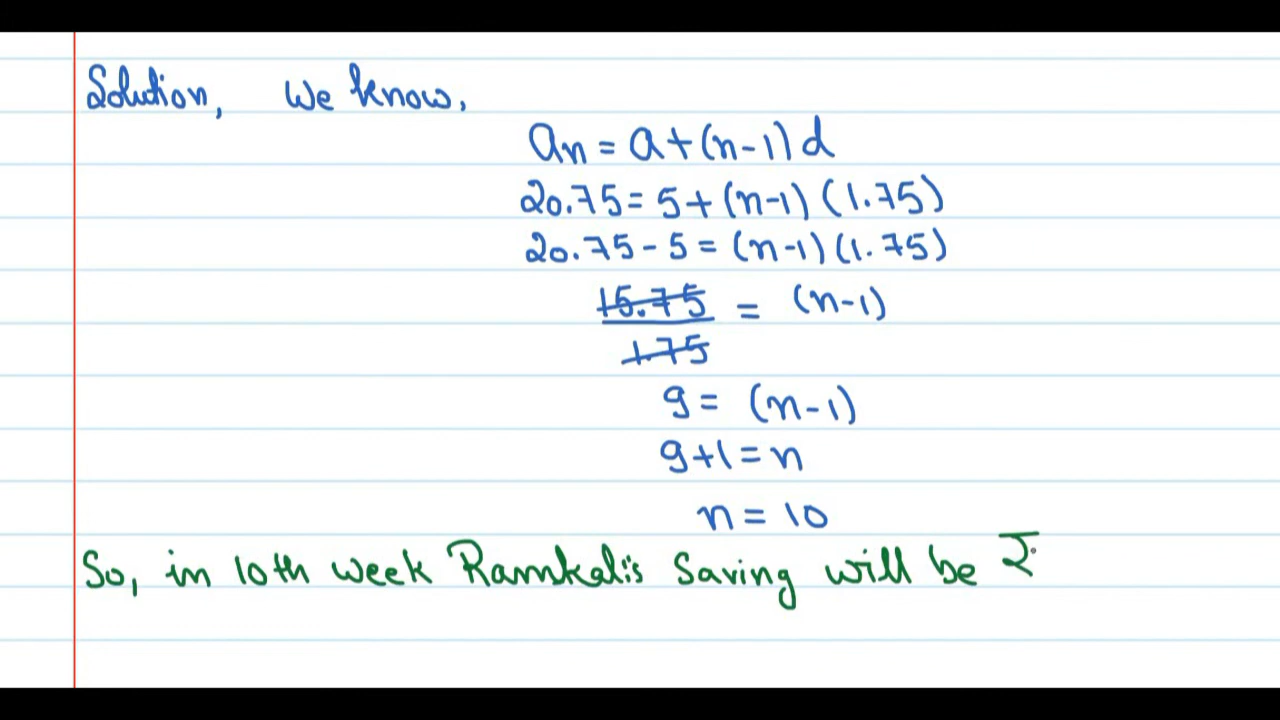 Solution, We know,
an = a+(n-1)d
20.75 = 5+(n-1)(1.75)
20.75-5 = (n-1)(1.75)
15.75 = (n-1)
1.75
9 = (n-1)
9+1 = n
n = 10
So, in 10th week Ramkali's Saving will be ₹